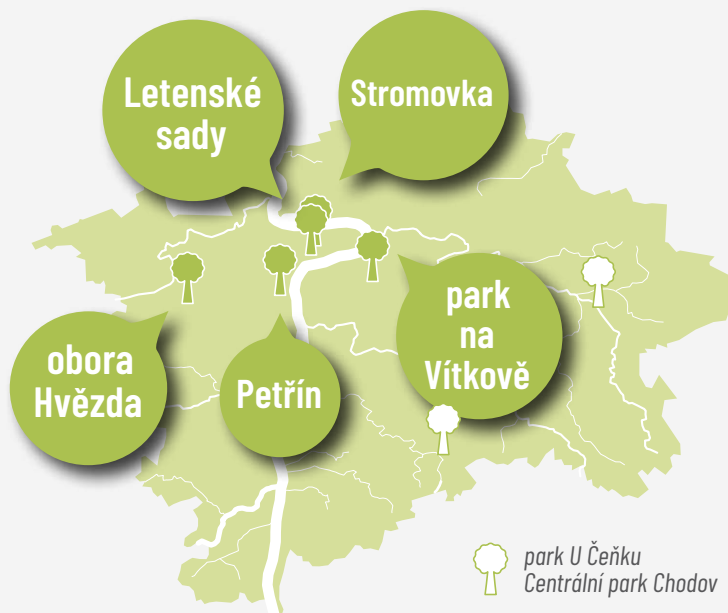 Letenské
sady
Stromovka
park
na
Vítkově
obora
Hvězda
Petřín
park U Čeňku
Centrální park Chodov